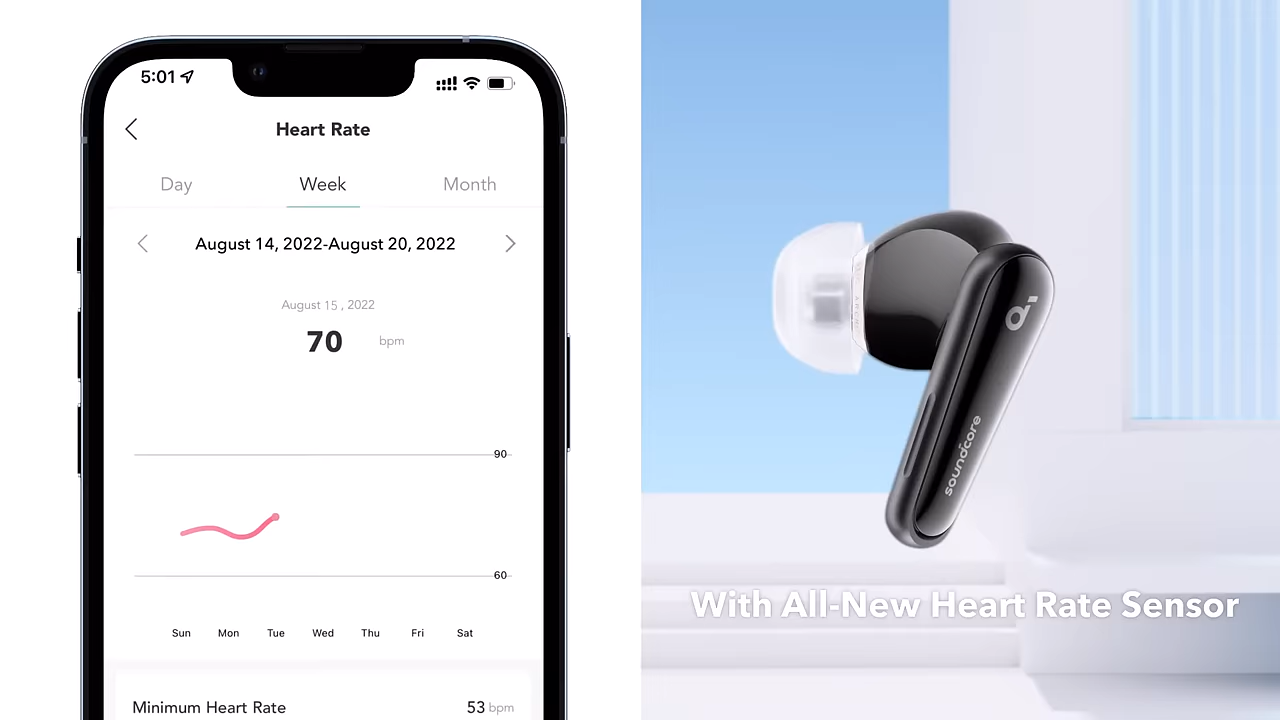 5:01
Heart Rate
Day Week Month
August 14, 2022-August 20, 2022
August 15 , 2022
70 bpm
90
60
Sun Mon Tue Wed Thu Fri Sat
Minimum Heart Rate 53 bpm
soundcore
With All-New Heart Rate Sensor